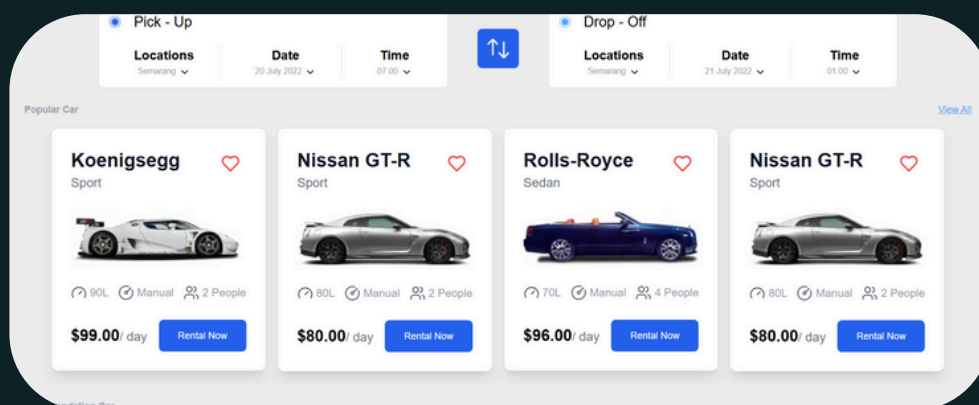 Pick - Up
Drop - Off
Locations Date Time
Locations Date Time
Semarang 20 July 2022 07.00
Semarang 21 July 2022 01.00
Popular Car
View All
Koenigsegg
Sport
90L Manual 2 People
$99.00/ day Rental Now
Nissan GT-R
Sport
80L Manual 2 People
$80.00/ day Rental Now
Rolls-Royce
Sedan
70L Manual 4 People
$96.00/ day Rental Now
Nissan GT-R
Sport
80L Manual 2 People
$80.00/ day Rental Now